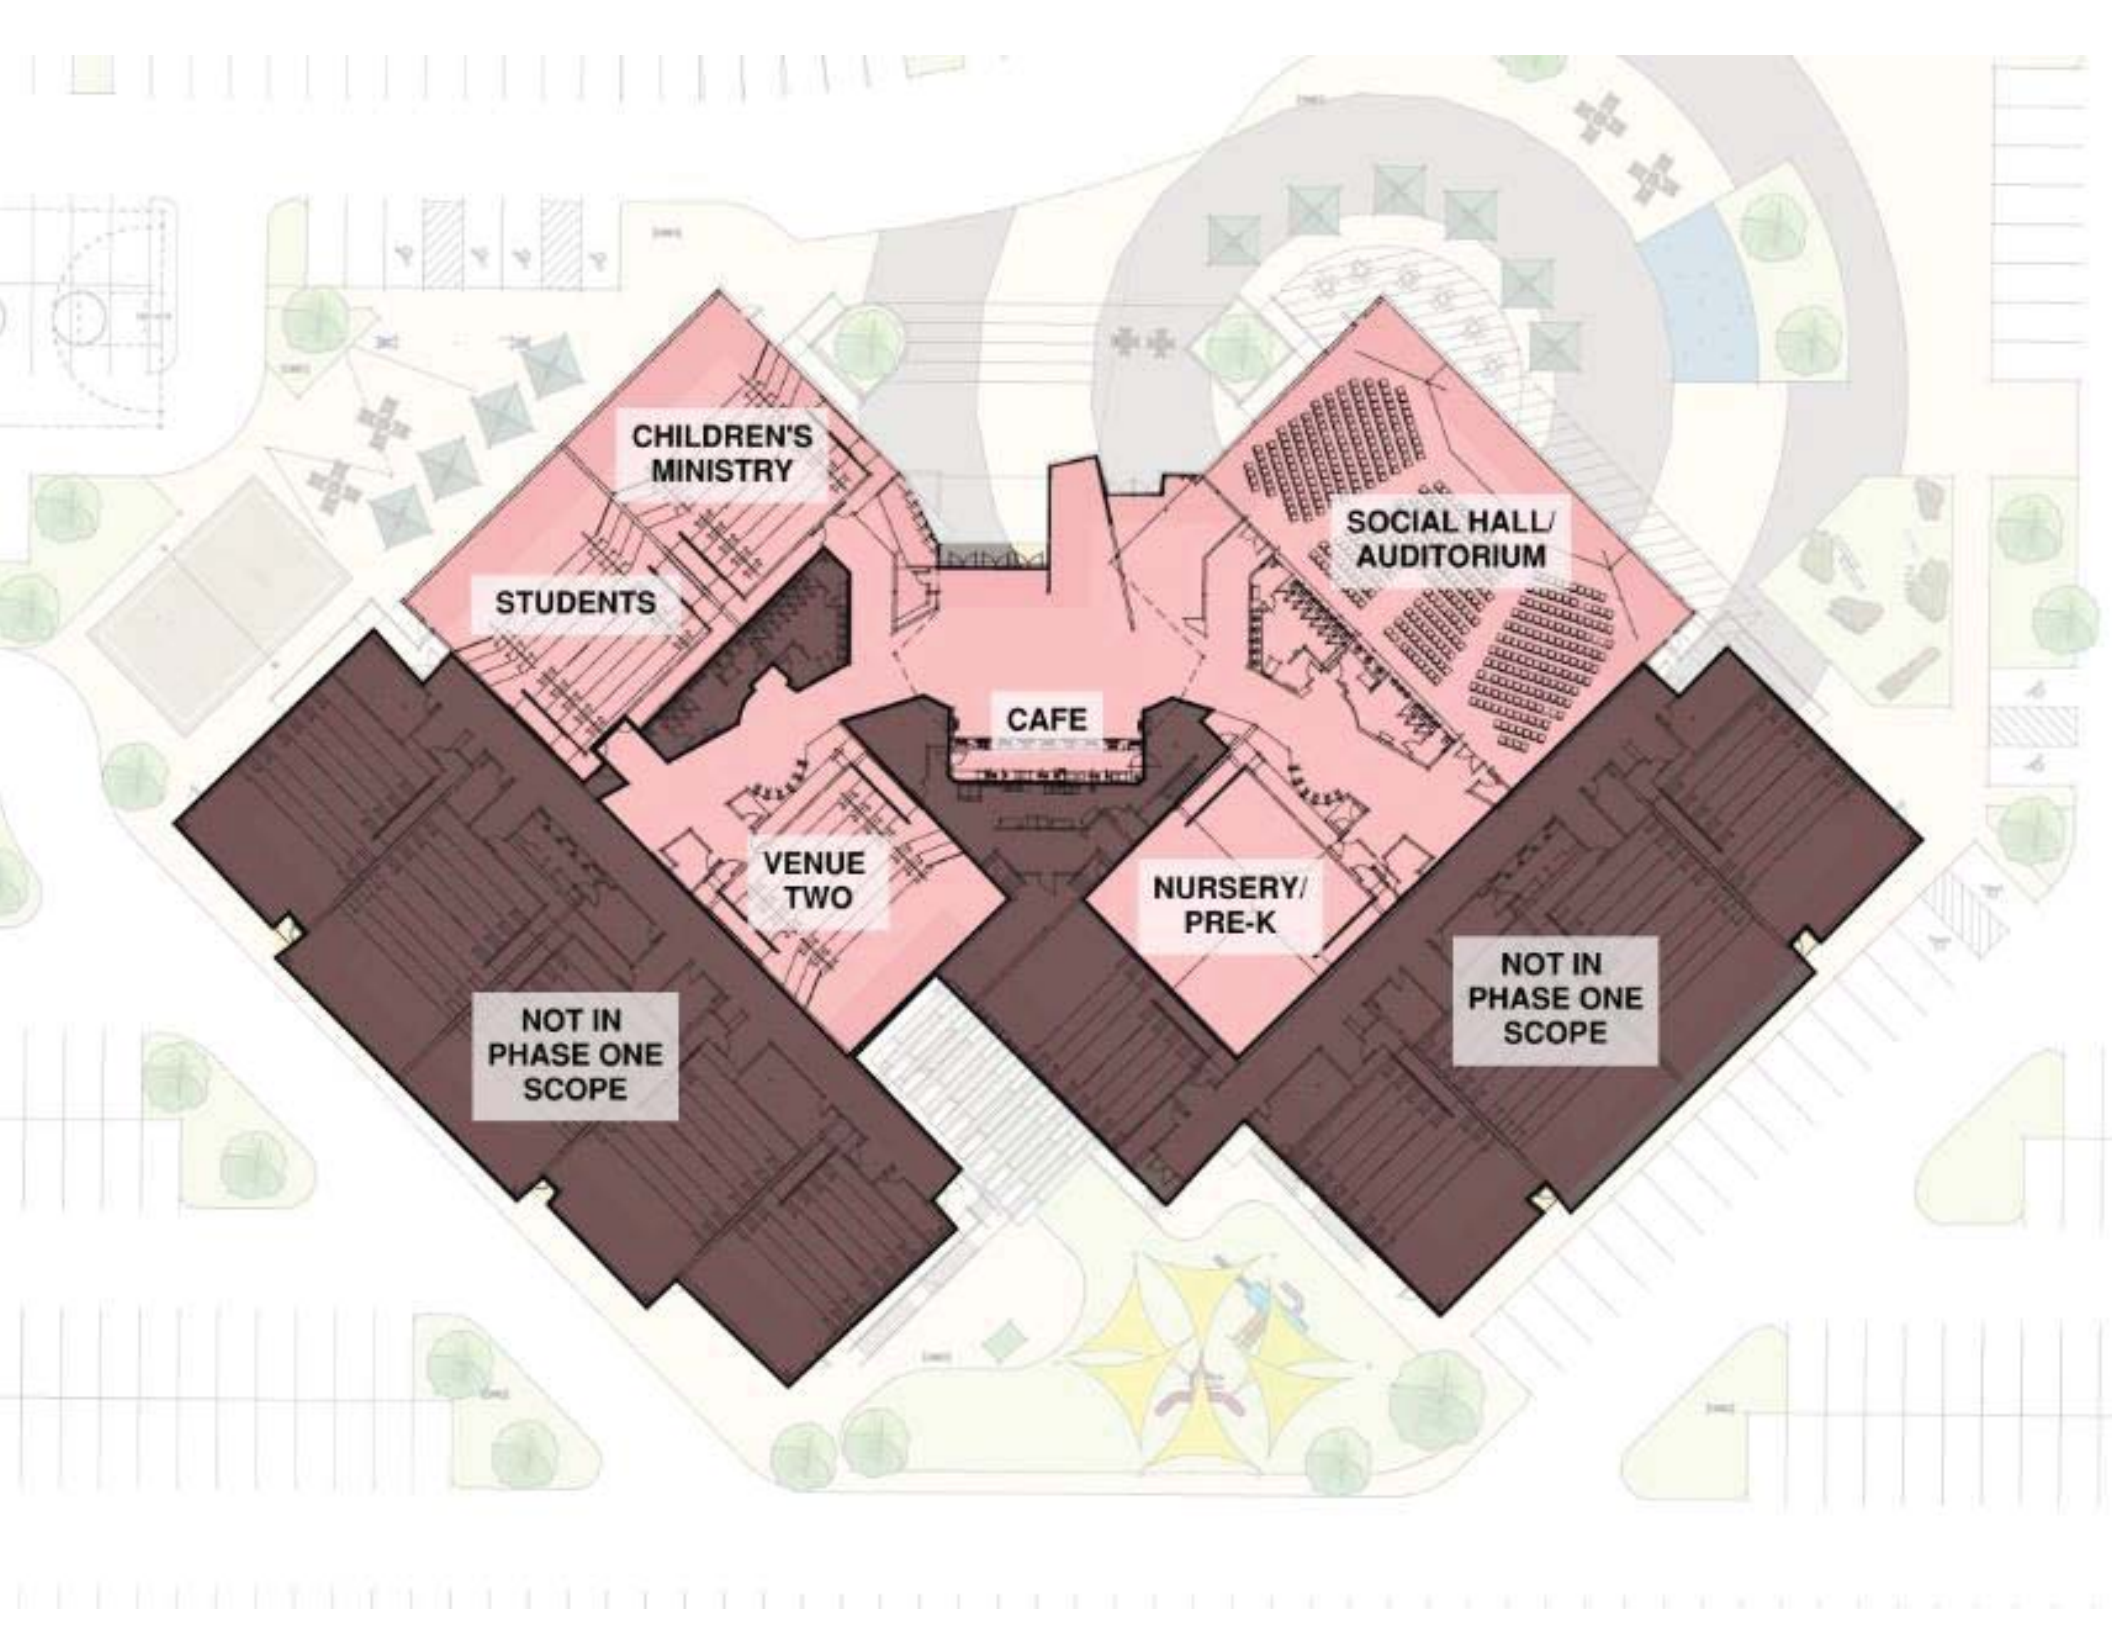 CHILDREN'S
MINISTRY
SOCIAL HALL/
AUDITORIUM
STUDENTS
CAFE
VENUE
TWO
NURSERY/
PRE-K
NOT IN
PHASE ONE
SCOPE
NOT IN
PHASE ONE
SCOPE